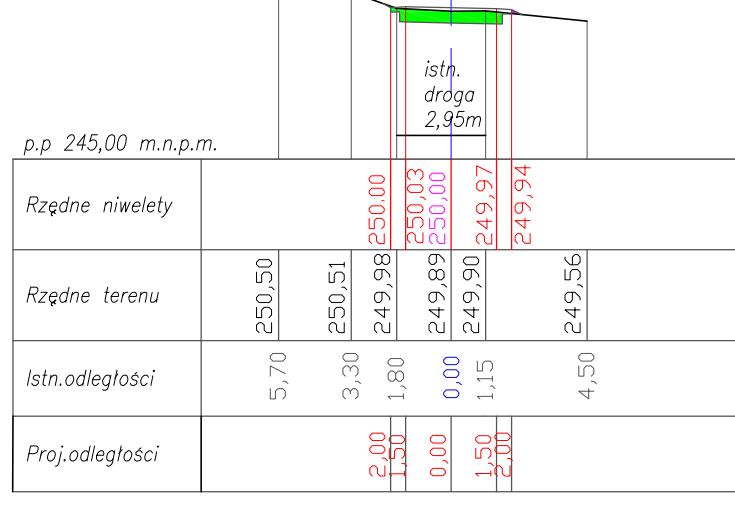 istn.
droga
2,95m
p.p 245,00 m.n.p.m.
Rzędne niwelety 250.00 250,03 250,00 249,97 249,94
Rzędne terenu 250,50 250,51 249,98 249,89 249,90 249,56
Istn.odległości 5,70 3,30 1,80 0,00 1,15 4,50
Proj.odległości 2,00 1,50 0,00 1,50 2,00